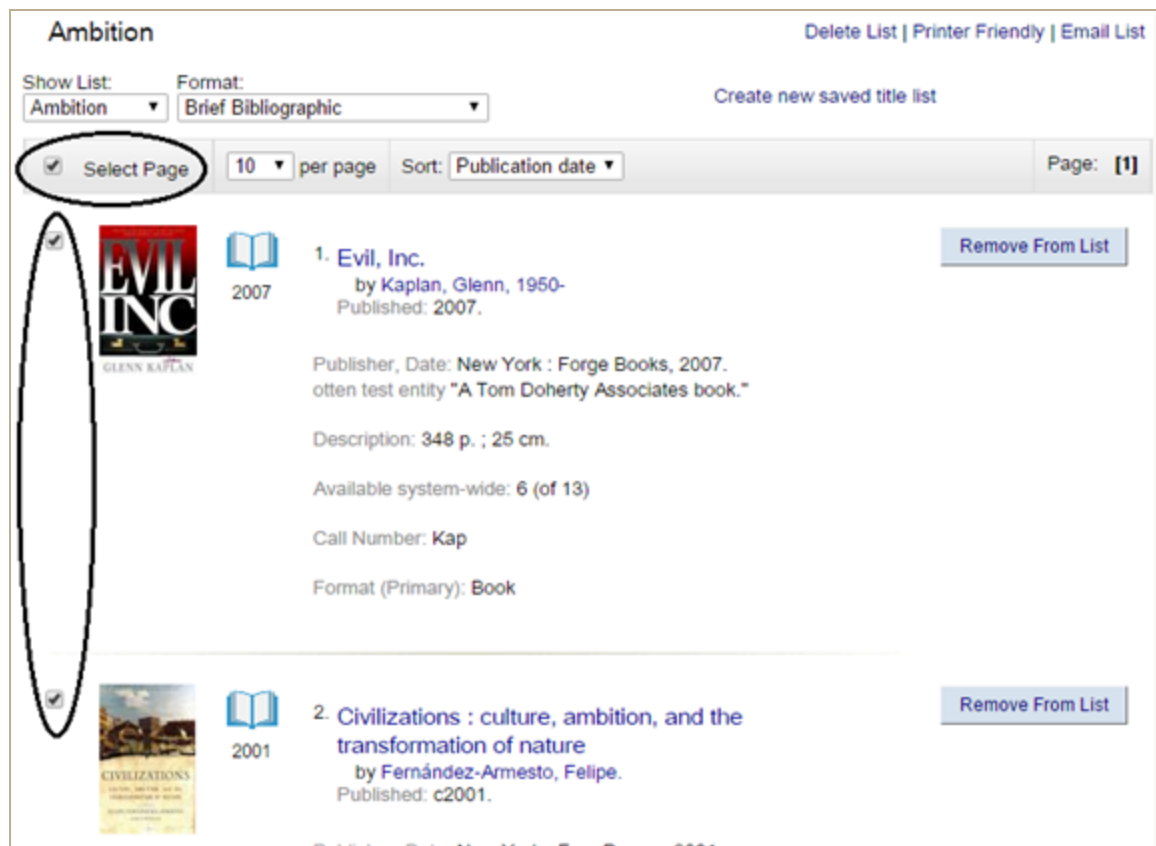 Ambition
Delete List | Printer Friendly | Email List
Show List: Format:
Ambition Brief Bibliographic
Create new saved title list
Select Page 10 per page Sort: Publication date Page: [1]
EVIL
INC
GLENN KAPLAN
2007
1. Evil, Inc.
by Kaplan, Glenn, 1950-
Published: 2007.
Remove From List
Publisher, Date: New York : Forge Books, 2007.
otten test entity "A Tom Doherty Associates book."
Description: 348 p. ; 25 cm.
Available system-wide: 6 (of 13)
Call Number: Kap
Format (Primary): Book
CIVILIZATIONS
2001
2. Civilizations : culture, ambition, and the
transformation of nature
by Fernández-Armesto, Felipe.
Published: c2001.
Remove From List